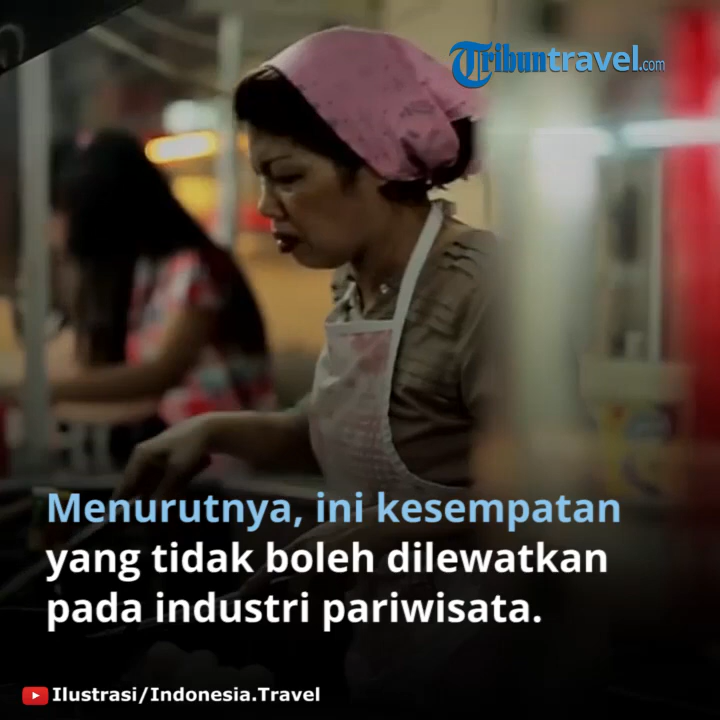 Tribuntravel.com
Menurutnya, ini kesempatan
yang tidak boleh dilewatkan
pada industri pariwisata.
Ilustrasi/Indonesia.Travel